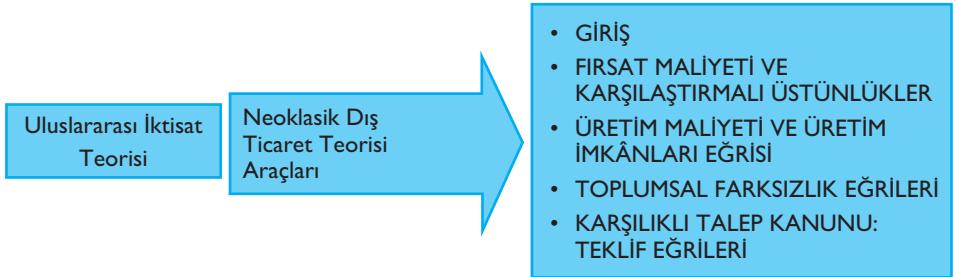 Uluslararası İktisat
Teorisi
Neoklasik Dış
Ticaret Teorisi
Araçları
• GİRİŞ
• FIRSAT MALİYETİ VE
KARŞILAŞTIRMALI ÜSTÜNLÜKLER
• ÜRETİM MALİYETİ VE ÜRETİM
İMKÂNLARI EĞRİSİ
• TOPLUMSAL FARKSIZLIK EĞRİLERİ
• KARŞILIKLI TALEP KANUNU:
TEKLİF EĞRİLERİ